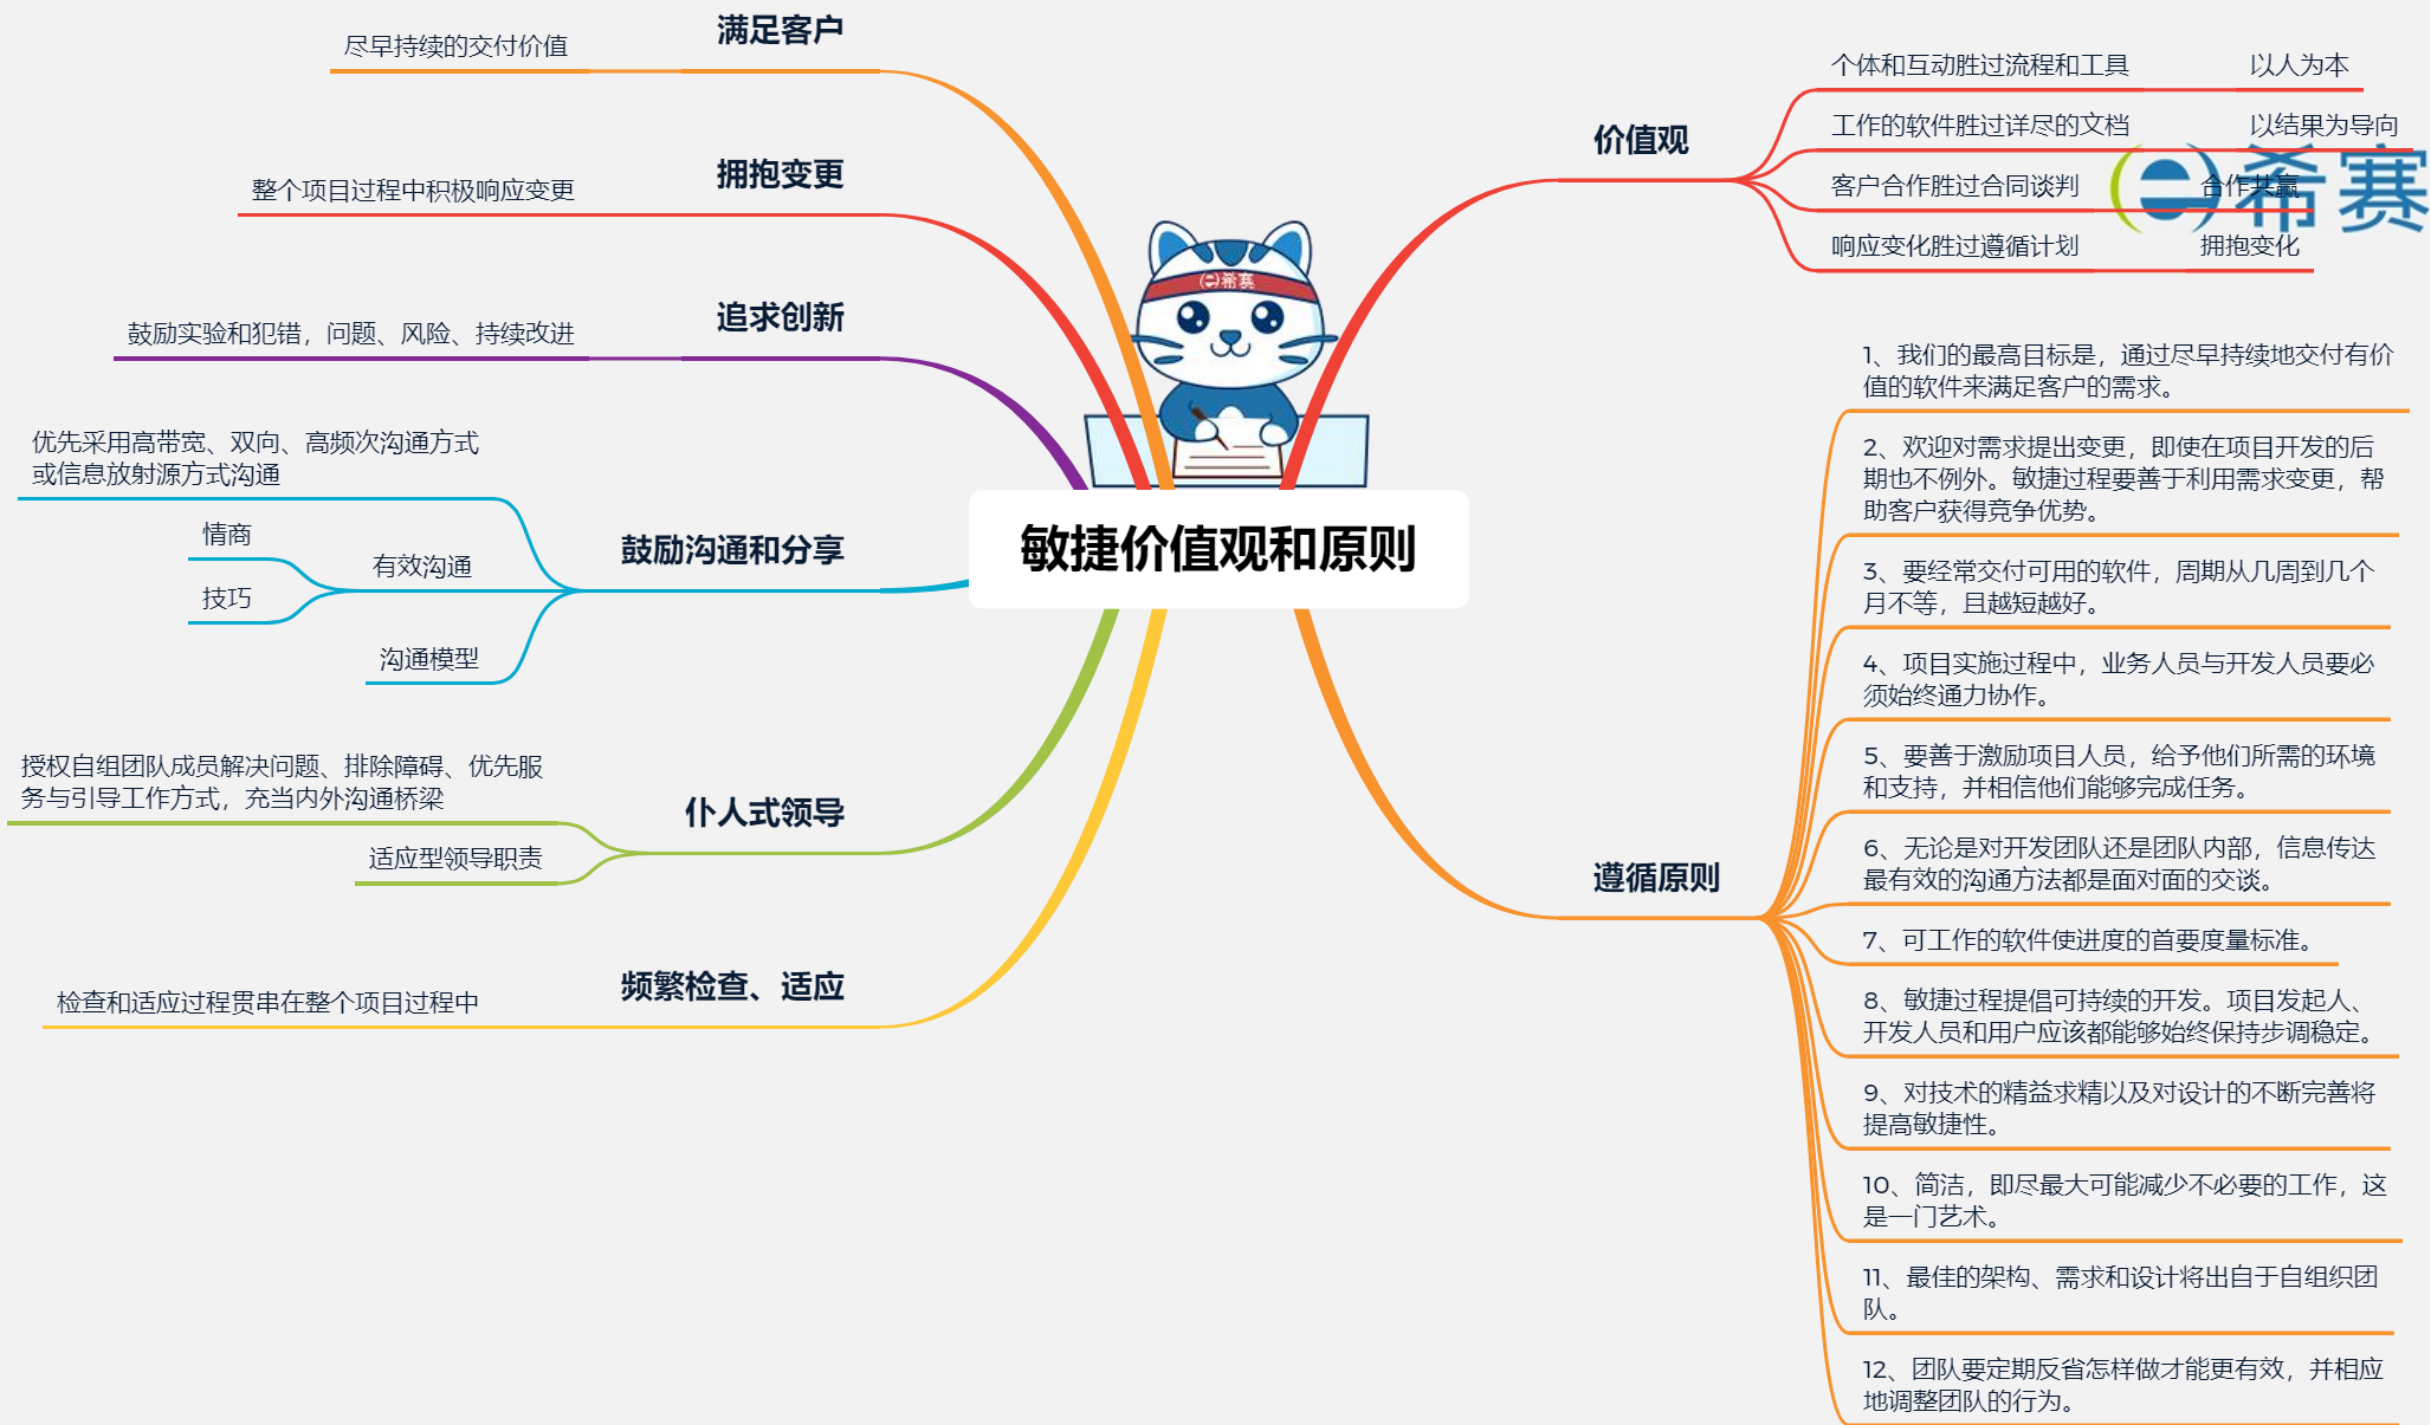 敏捷价值观和原则
(e)希赛
价值观
个体和互动胜过流程和工具
以人为本
工作的软件胜过详尽的文档
以结果为导向
客户合作胜过合同谈判
合作共赢
响应变化胜过遵循计划
拥抱变化
希赛
遵循原则
1、我们的最高目标是，通过尽早持续地交付有价
值的软件来满足客户的需求。
2、欢迎对需求提出变更，即使在项目开发的后
期也不例外。敏捷过程要善于利用需求变更，帮
助客户获得竞争优势。
3、要经常交付可用的软件，周期从几周到几个
月不等，且越短越好。
4、项目实施过程中，业务人员与开发人员要必
须始终通力协作。
5、要善于激励项目人员，给予他们所需的环境
和支持，并相信他们能够完成任务。
6、无论是对开发团队还是团队内部，信息传达
最有效的沟通方法都是面对面的交谈。
7、可工作的软件使进度的首要度量标准。
8、敏捷过程提倡可持续的开发。项目发起人、
开发人员和用户应该都能够始终保持步调稳定。
9、对技术的精益求精以及对设计的不断完善将
提高敏捷性。
10、简洁，即尽最大可能减少不必要的工作，这
是一门艺术。
11、最佳的架构、需求和设计将出自于自组织团
队。
12、团队要定期反省怎样做才能更有效，并相应
地调整团队的行为。
满足客户
尽早持续的交付价值
拥抱变更
整个项目过程中积极响应变更
追求创新
鼓励实验和犯错，问题、风险、持续改进
鼓励沟通和分享
优先采用高带宽、双向、高频次沟通方式
或信息放射源方式沟通
有效沟通
情商
技巧
沟通模型
仆人式领导
授权自组团队成员解决问题、排除障碍、优先服
务与引导工作方式，充当内外沟通桥梁
适应型领导职责
频繁检查、适应
检查和适应过程贯串在整个项目过程中